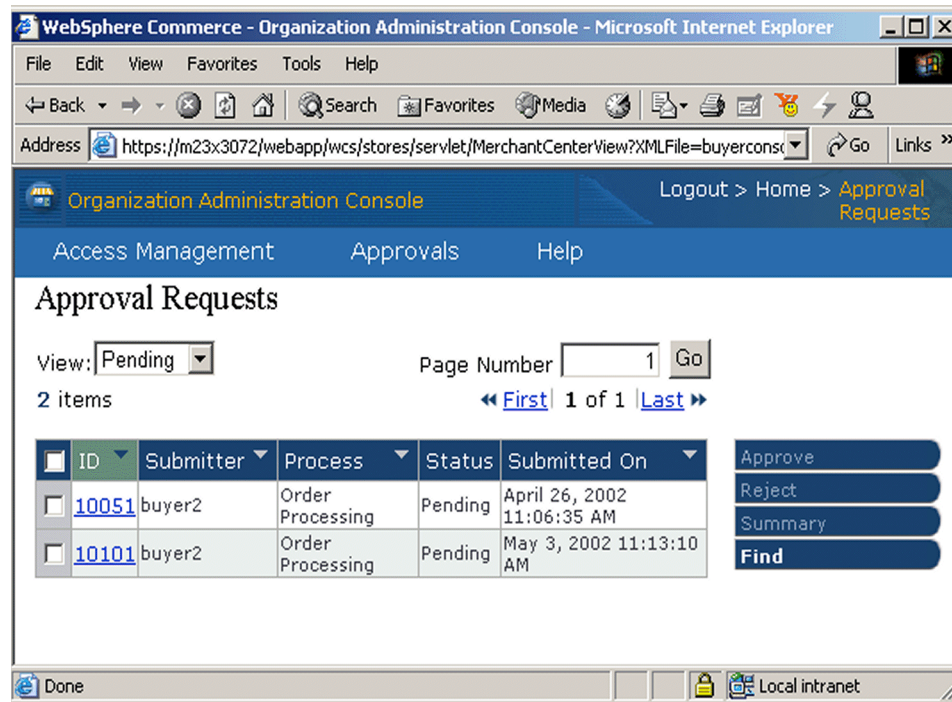 WebSphere Commerce - Organization Administration Console - Microsoft Internet Explorer
File Edit View Favorites Tools Help
Back Search Favorites Media
Address https://m23x3072/webapp/wcs/stores/servlet/MerchantCenterView?XMLFile=buyercons Go Links »
Organization Administration Console Logout > Home > Approval
Requests
Access Management Approvals Help
Approval Requests
View: Pending Page Number 1 Go
2 items First 1 of 1 Last
ID Submitter Process Status Submitted On
10051 buyer2 Order Processing Pending April 26, 2002 11:06:35 AM
10101 buyer2 Order Processing Pending May 3, 2002 11:13:10 AM
Approve
Reject
Summary
Find
Done Local intranet